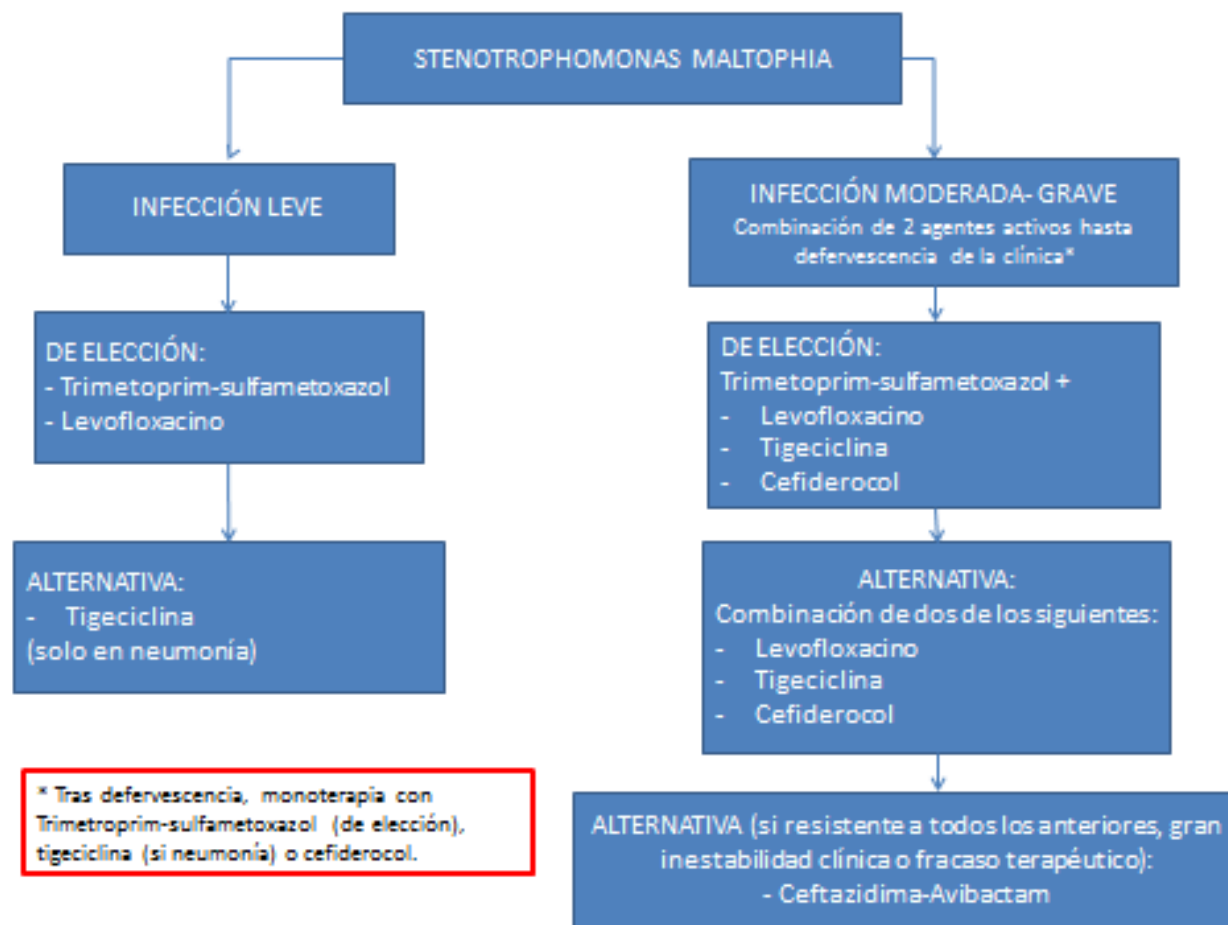 STENOTROPHOMONAS MALTOPHIA
INFECCIÓN LEVE
DE ELECCIÓN:
- Trimetoprim-sulfametoxazol
- Levofloxacino
ALTERNATIVA:
- Tigeciclina
(solo en neumonía)
* Tras defervescencia, monoterapia con
Trimetroprim-sulfametoxazol (de elección),
tigeciclina (si neumonía) o cefiderocol.
INFECCIÓN MODERADA- GRAVE
Combinación de 2 agentes activos hasta
defervescencia de la clínica*
DE ELECCIÓN:
Trimetoprim-sulfametoxazol +
- Levofloxacino
- Tigeciclina
- Cefiderocol
ALTERNATIVA:
Combinación de dos de los siguientes:
- Levofloxacino
- Tigeciclina
- Cefiderocol
ALTERNATIVA (si resistente a todos los anteriores, gran
inestabilidad clínica o fracaso terapéutico):
- Ceftazidima-Avibactam